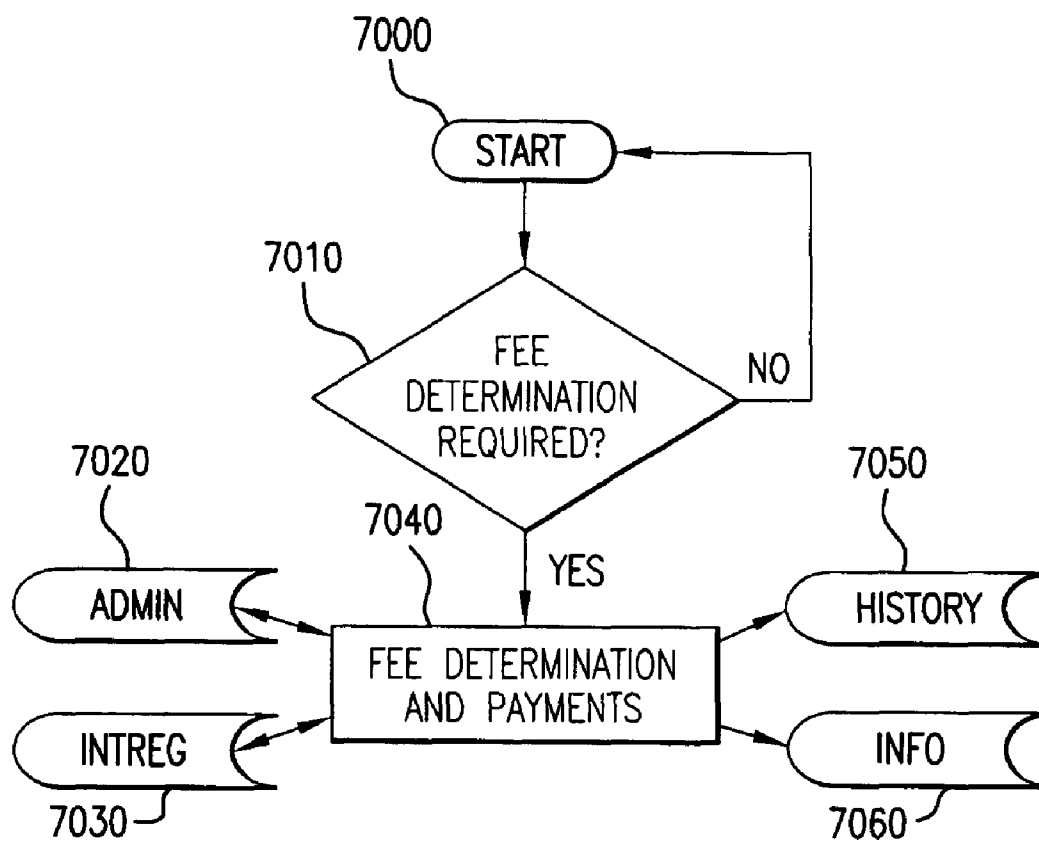 7000
START
7010
FEE
DETERMINATION
REQUIRED?
NO
7020
7040
YES
7050
ADMIN
HISTORY
FEE DETERMINATION
AND PAYMENTS
INTREG
INFO
7030
7060